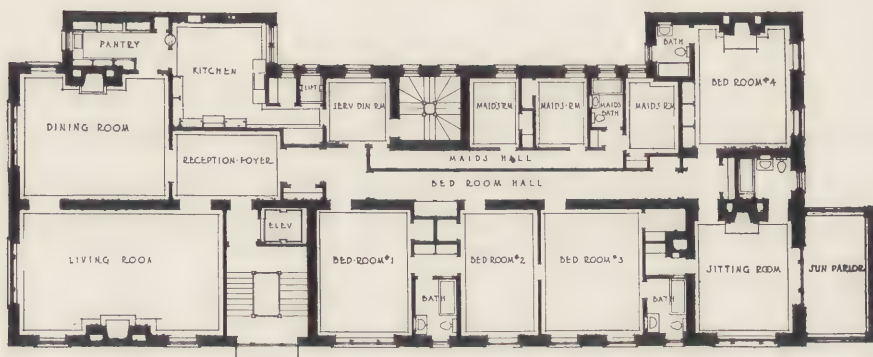 PANTRY
KITCHEN
LIFT
SERV DIN RM
MAIDS RM
MAIDS RM
MAIDS
BATH
MAIDS RM
BATH
BED ROOM #4
DINING ROOM
RECEPTION-FOYER
MAIDS HALL
BED ROOM HALL
LIVING ROOM
ELEV
BED-ROOM #1
BATH
BED ROOM #2
BED ROOM #3
BATH
SITTING ROOM
SUN PARLOR